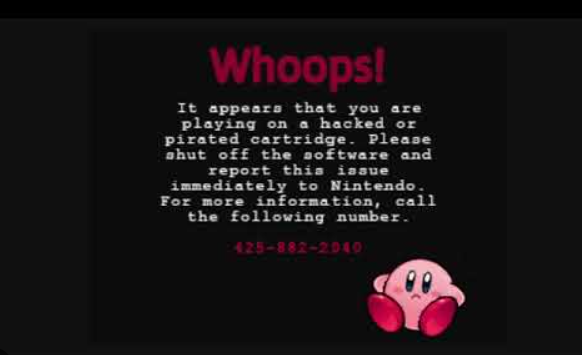 Whoops!
It appears that you are
playing on a hacked or
pirated cartridge. Please
shut off the software and
report this issue
immediately to Nintendo.
For more information, call
the following number.
425-882-2040